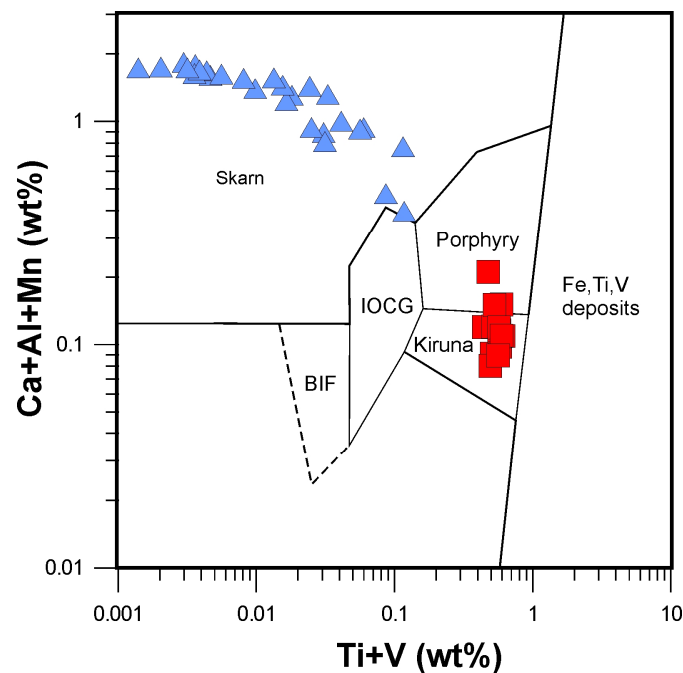 1
Skarn
Porphyry
Fe,Ti,V
deposits
IOCG
Kiruna
0.1
BIF
0.01
0.001
0.01
0.1
1
10
Ca+Al+Mn (wt%)
Ti+V (wt%)